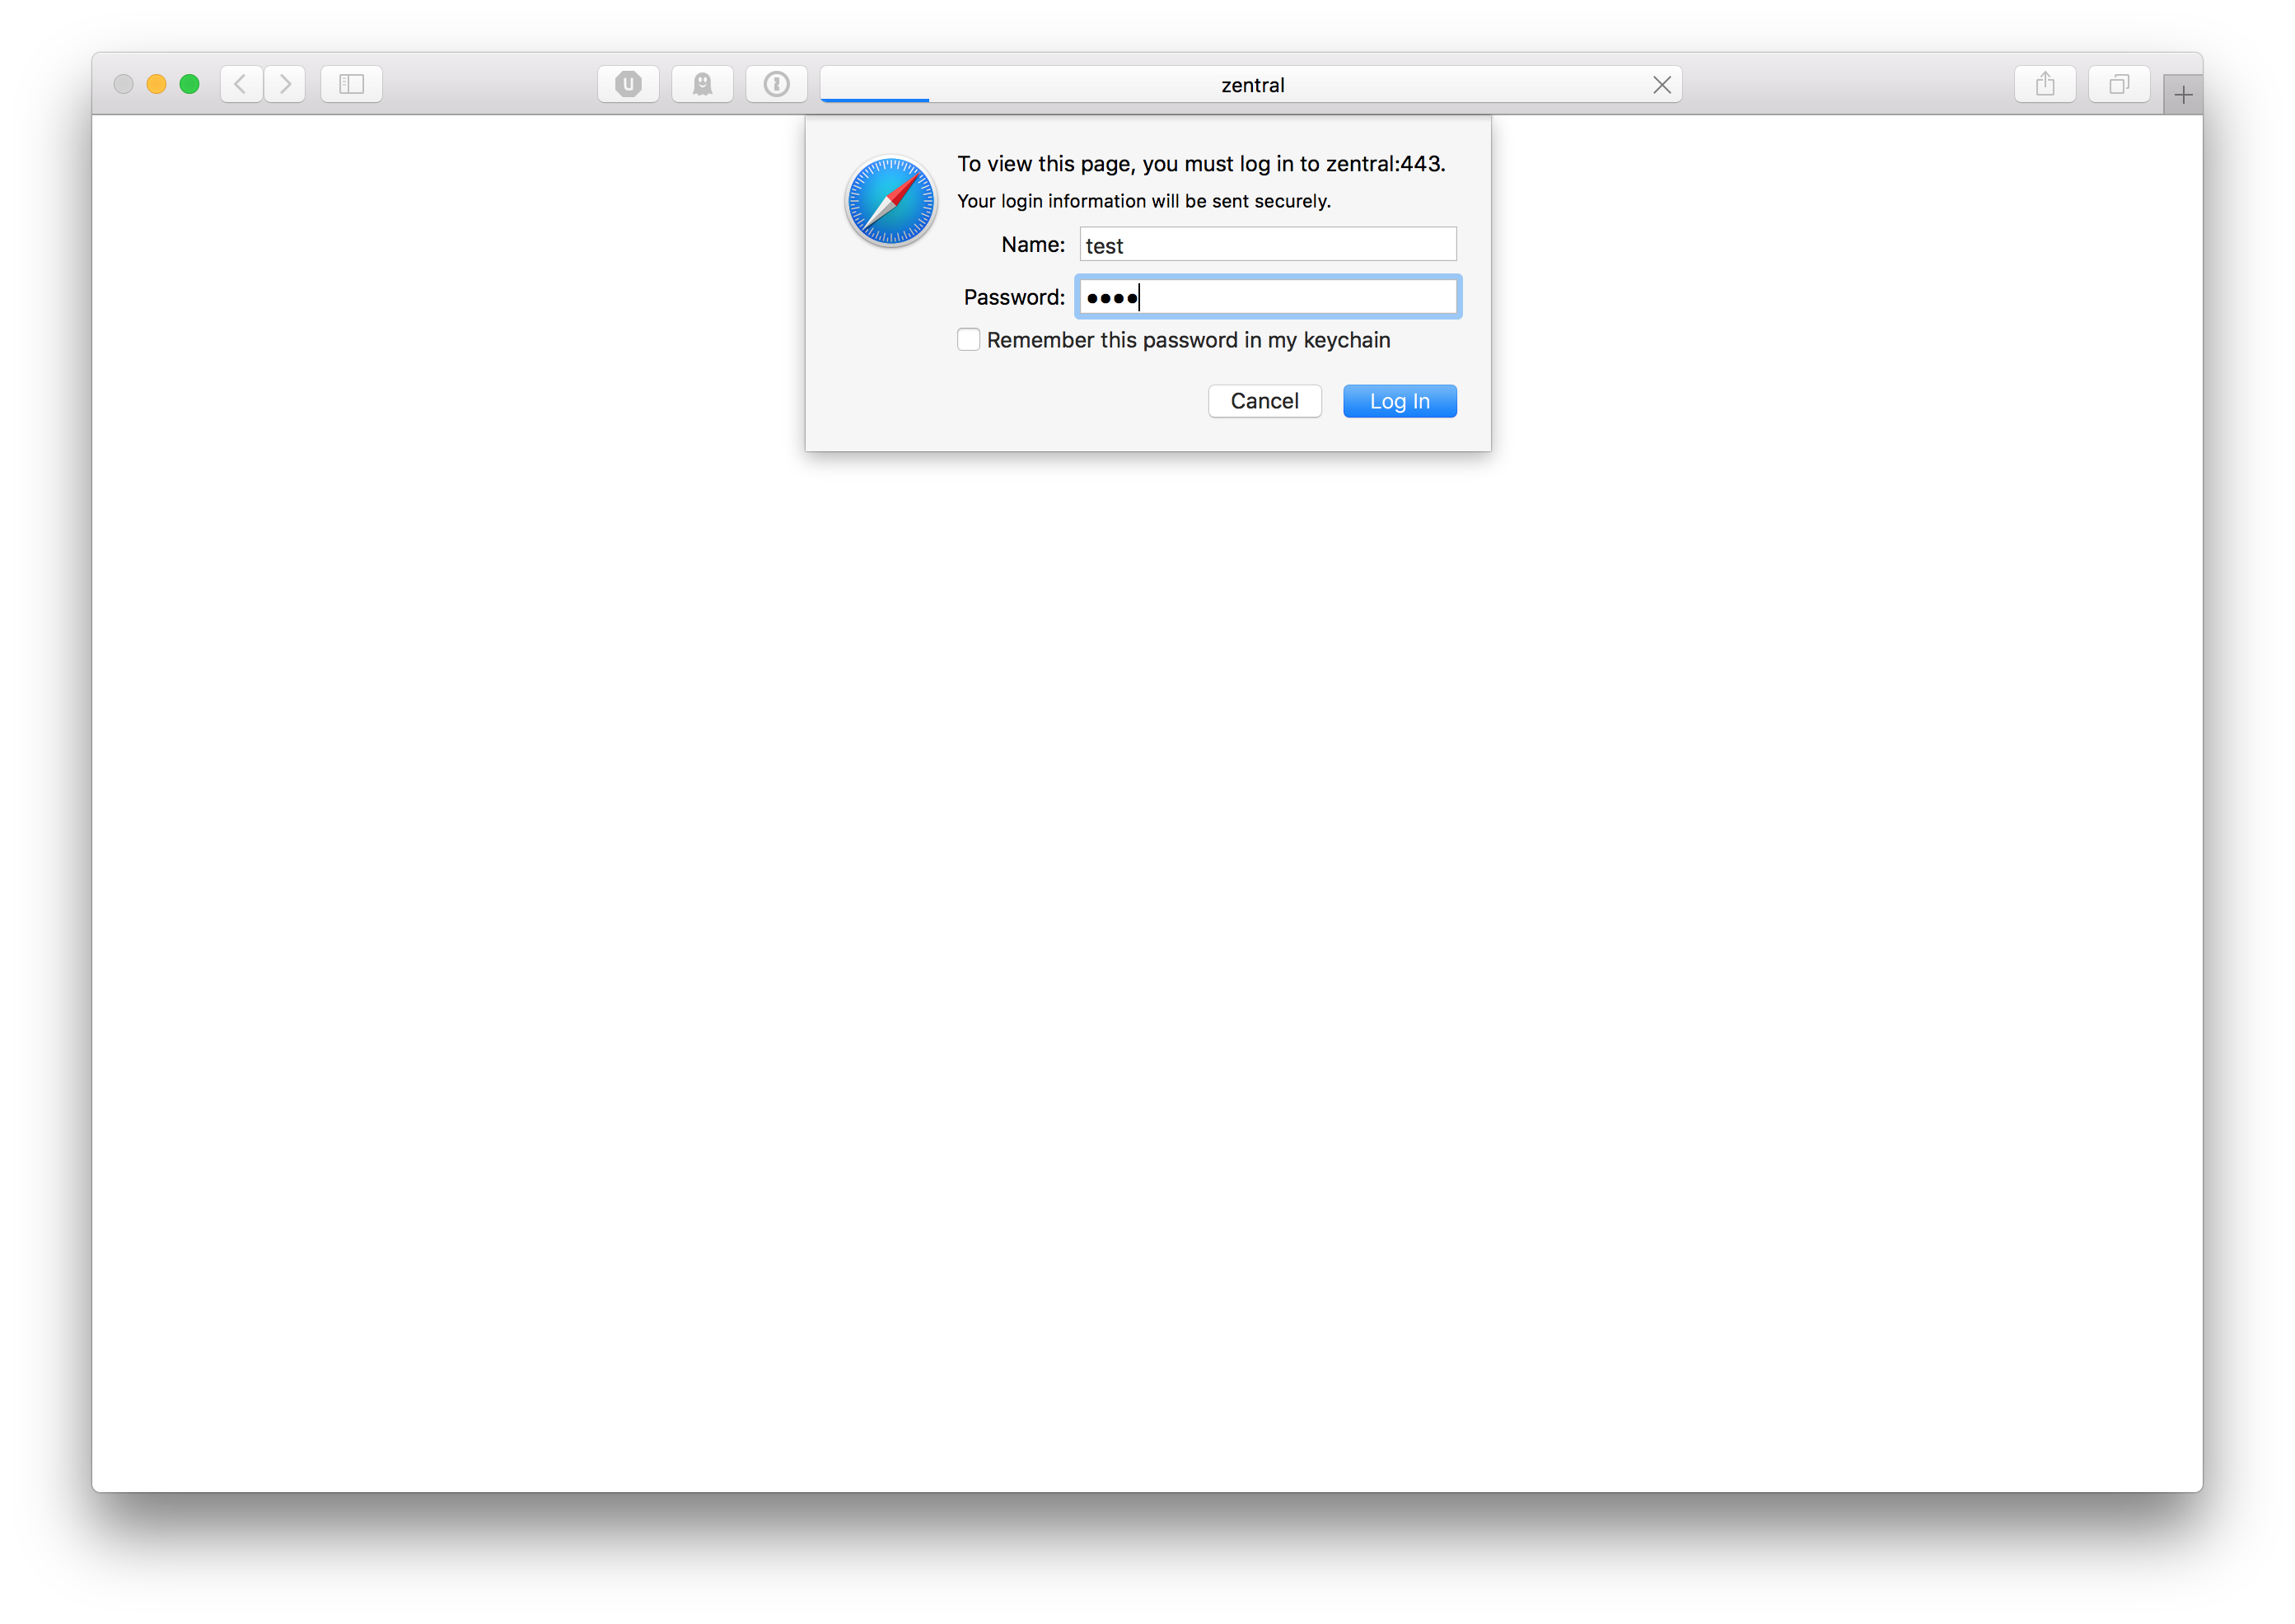 zentral
To view this page, you must log in to zentral:443.
Your login information will be sent securely.
Name: test
Password: ••••
Remember this password in my keychain
Cancel Log In